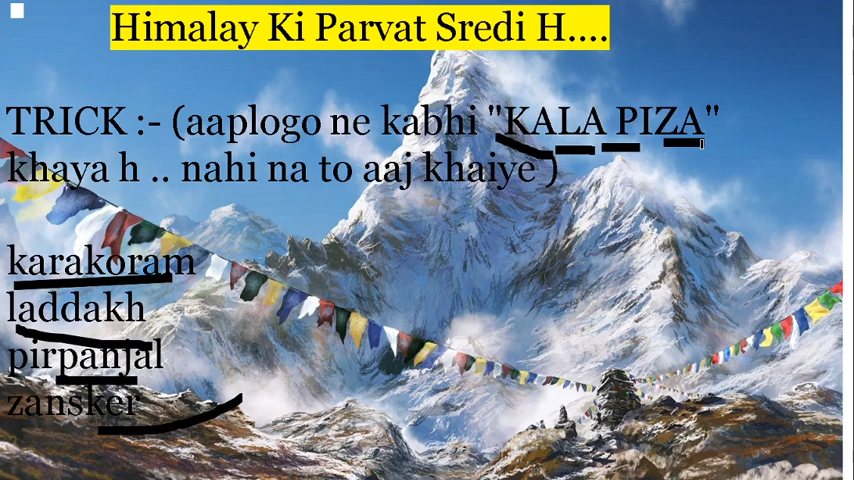 Himalay Ki Parvat Sredi H....
TRICK :- (aaplogo ne kabhi "KALA PIZA"
khaya h .. nahi na to aaj khaiye )
karakoram
laddakh
pirpanjal
zansker